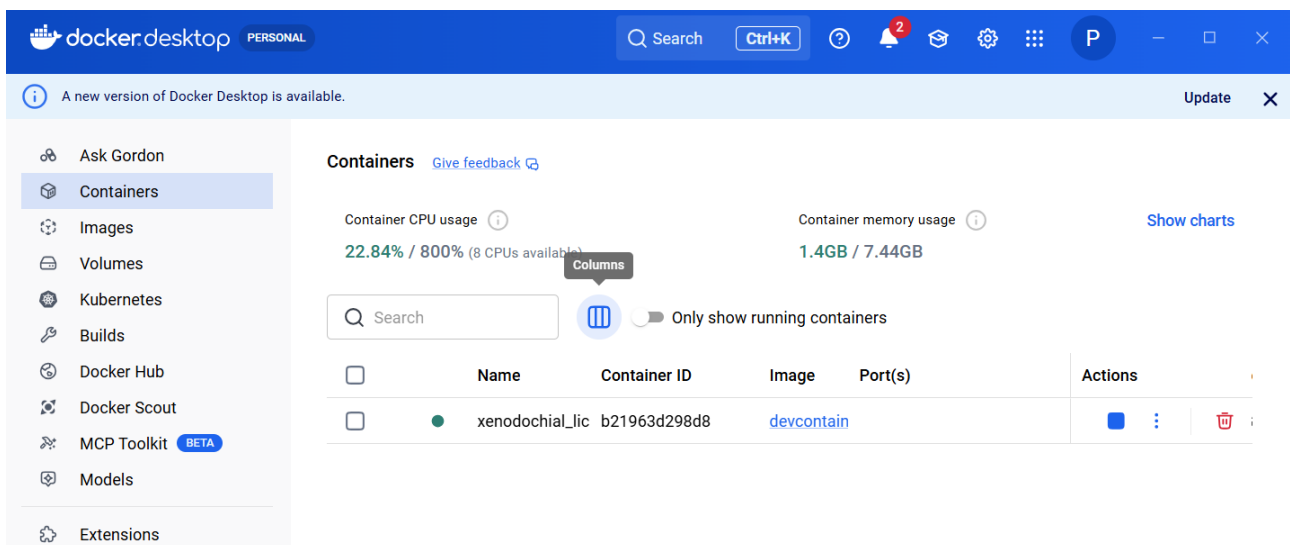 docker.desktop PERSONAL Search Ctrl+K 2 P
A new version of Docker Desktop is available. Update
Ask Gordon
Containers
Images
Volumes
Kubernetes
Builds
Docker Hub
Docker Scout
MCP Toolkit BETA
Models
Extensions
Containers Give feedback
Container CPU usage Container memory usage Show charts
22.84% / 800% (8 CPUs available) 1.4GB / 7.44GB
Columns
Search Only show running containers
Name Container ID Image Port(s) Actions
xenodochial_lic b21963d298d8 devcontain